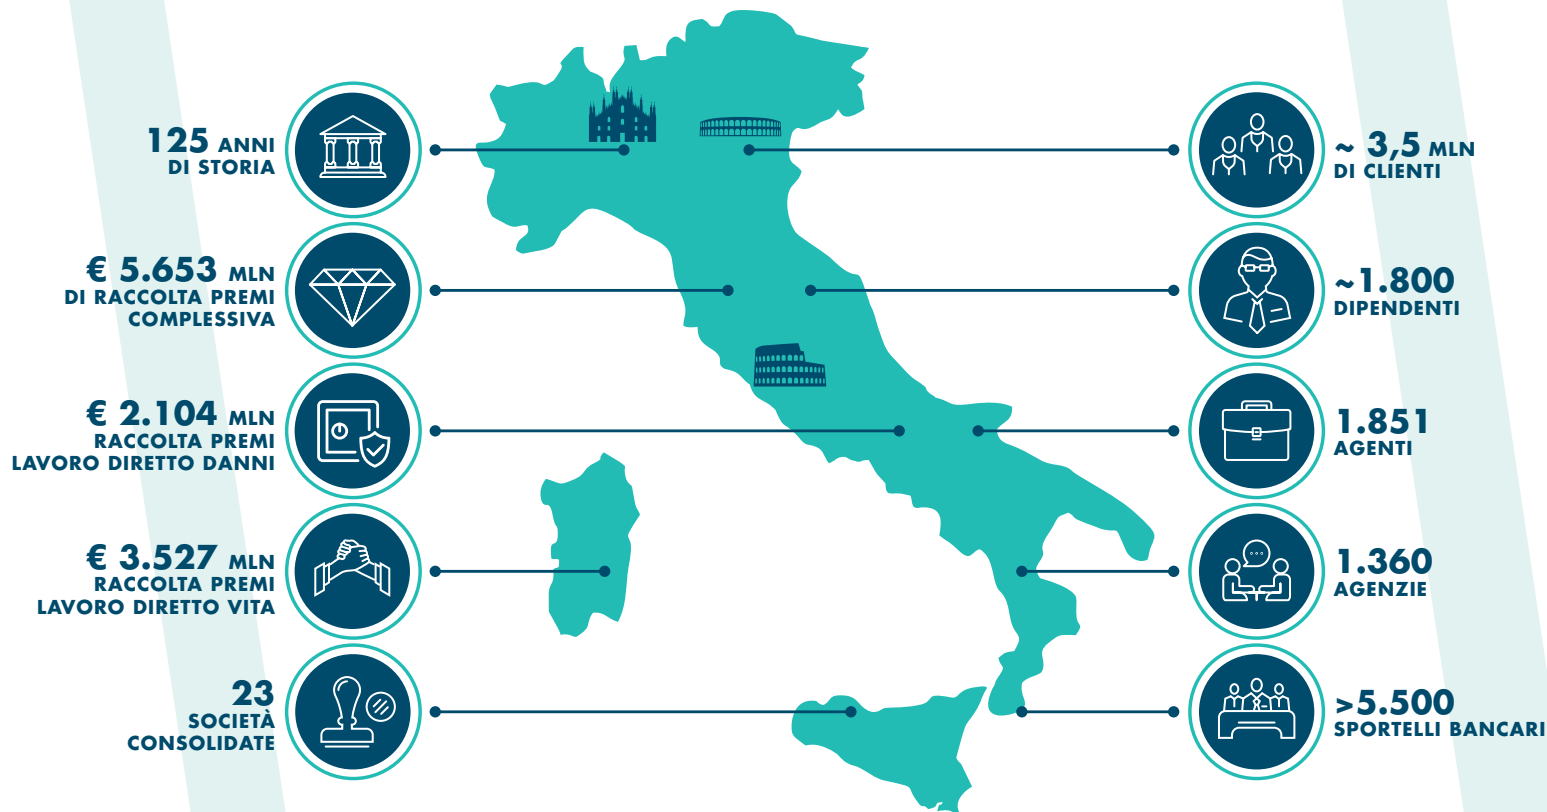 125 ANNI
DI STORIA
€ 5.653 MLN
DI RACCOLTA PREMI
COMPLESSIVA
€ 2.104 MLN
RACCOLTA PREMI
LAVORO DIRETTO DANNI
€ 3.527 MLN
RACCOLTA PREMI
LAVORO DIRETTO VITA
23
SOCIETÀ
CONSOLIDATE
~ 3,5 MLN
DI CLIENTI
~1.800
DIPENDENTI
1.851
AGENTI
1.360
AGENZIE
>5.500
SPORTELLI BANCARI